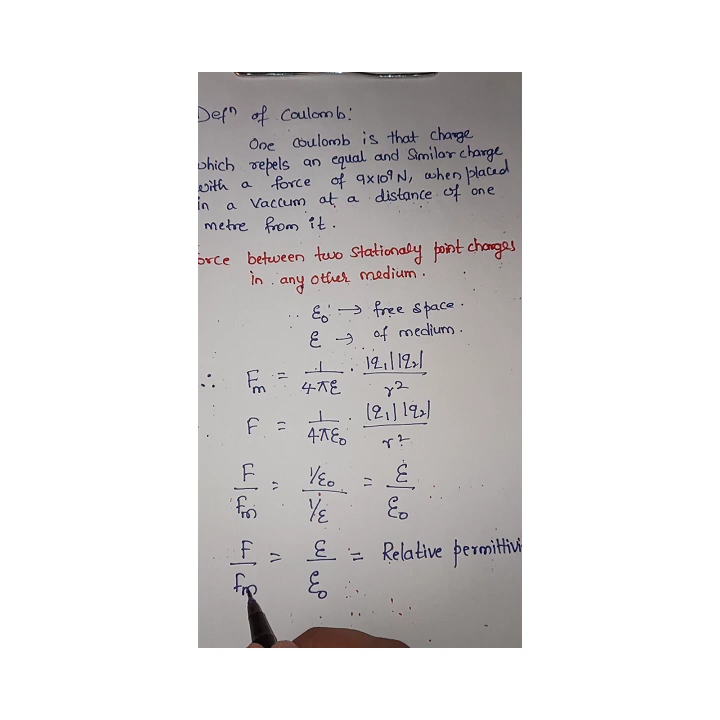 Defn of Coulomb:
One coulomb is that charge
which repels an equal and Similar charge
with a force of 9x10⁹ N, when placed
in a Vaccum at a distance of one
metre from it.
orce between two Stationaly point charges
in any other medium.
ε₀ → free space.
ε → of medium.
∴ Fm = 1/4πε · |q₁||q₂|/r²
F = 1/4πε₀ · |q₁||q₂|/r²
F/Fm = (1/ε₀)/(1/ε) = ε/ε₀
F/Fm = ε/ε₀ = Relative permittivi